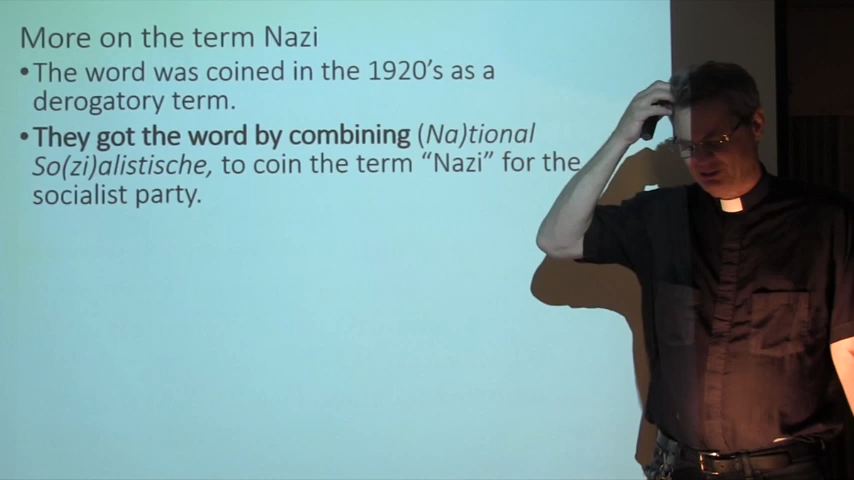 More on the term Nazi
•The word was coined in the 1920's as a
derogatory term.
•They got the word by combining (Na)tional
So(zi)alistische, to coin the term “Nazi” for the
socialist party.